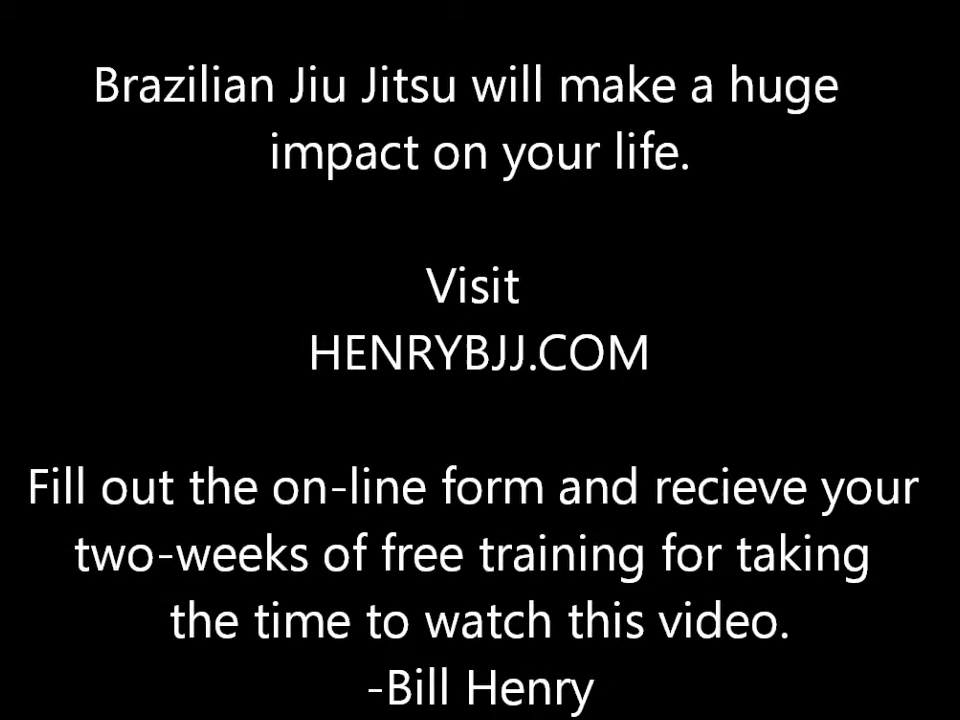 Brazilian Jiu Jitsu will make a huge
impact on your life.
Visit
HENRYBJJ.COM
Fill out the on-line form and recieve your
two-weeks of free training for taking
the time to watch this video.
-Bill Henry